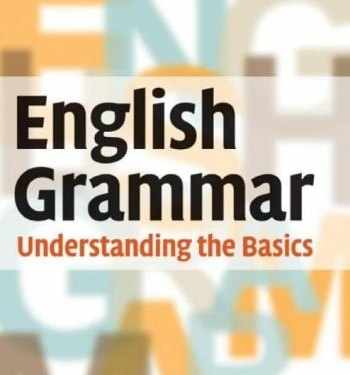 English
Grammar
Understanding the Basics